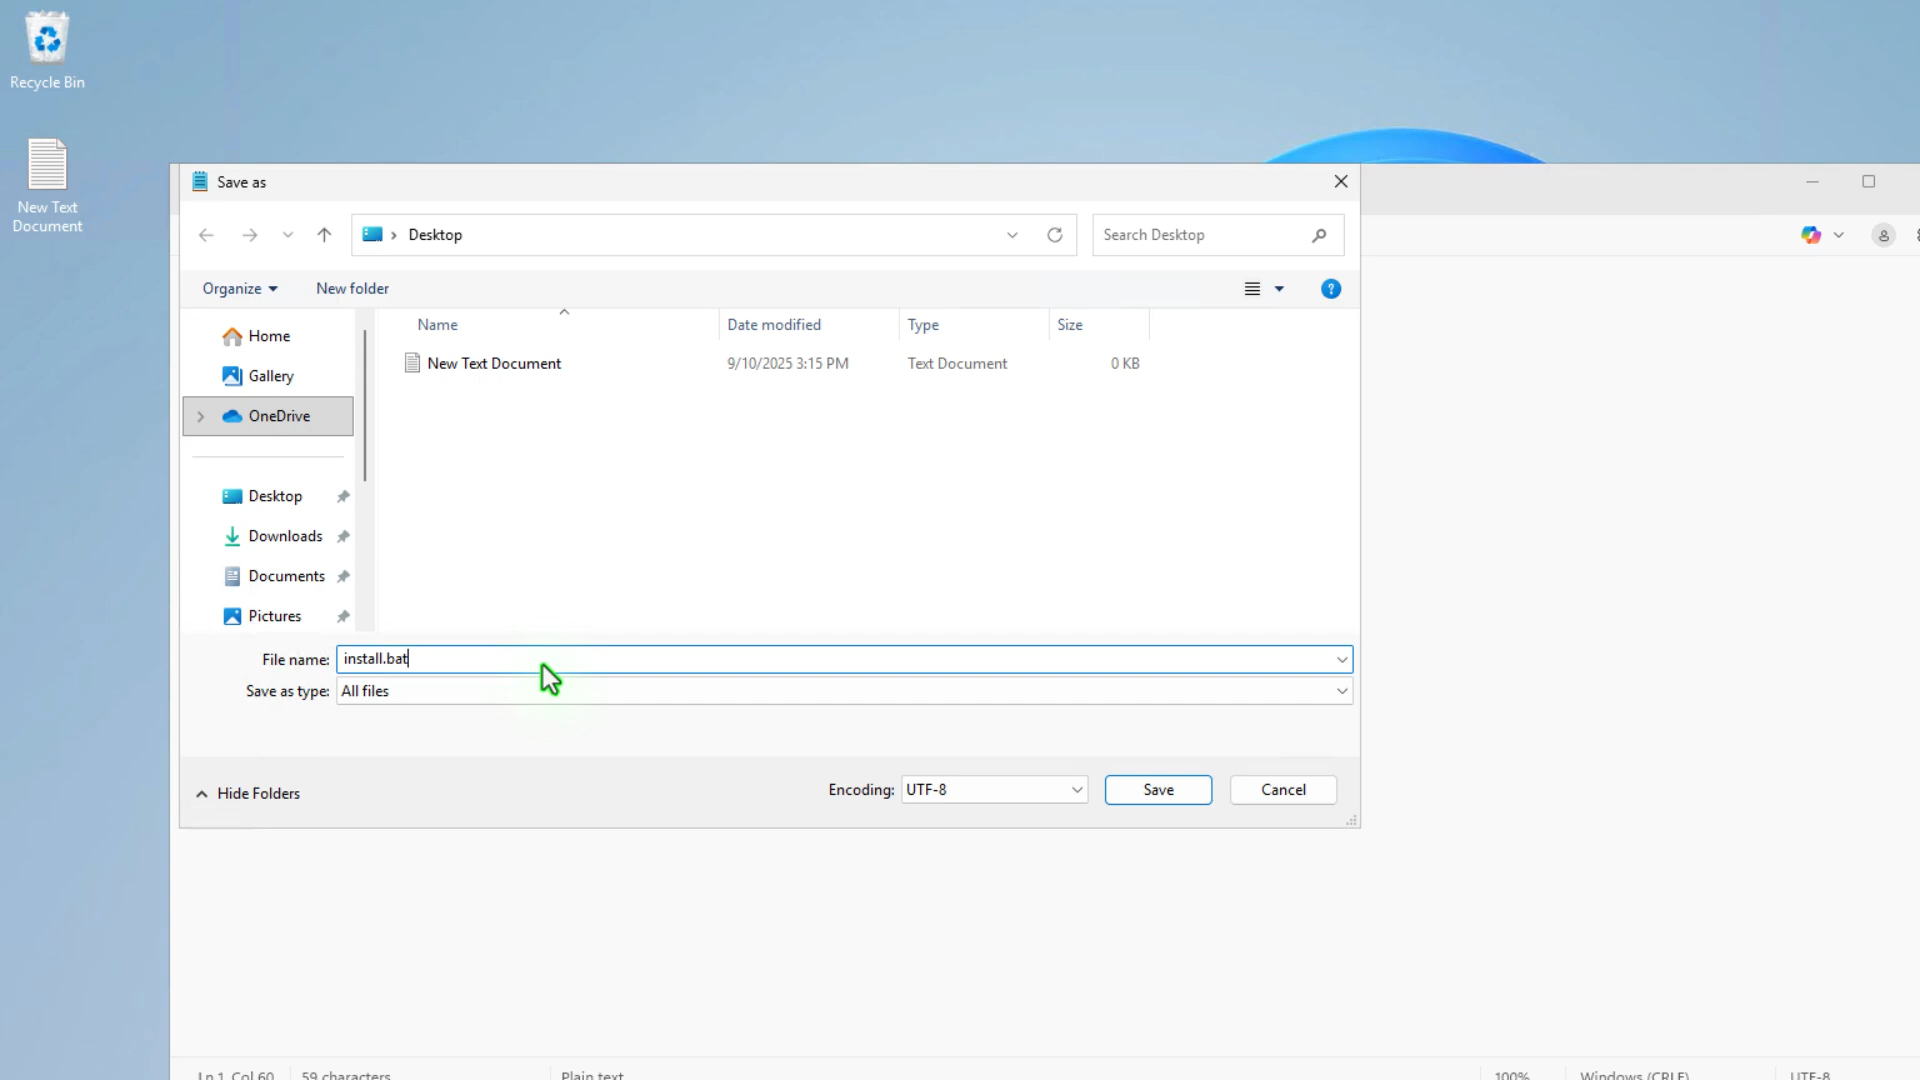 Recycle Bin
New Text
Document
Save as
Desktop
Search Desktop
Organize
New folder
Name
Date modified
Type
Size
Home
Gallery
OneDrive
New Text Document
9/10/2025 3:15 PM
Text Document
0 KB
Desktop
Downloads
Documents
Pictures
File name:
install.bat
Save as type:
All files
Hide Folders
Encoding:
UTF-8
Save
Cancel
Ln 1, Col 60
59 characters
Plain text
100%
Windows (CRLF)
UTF-8